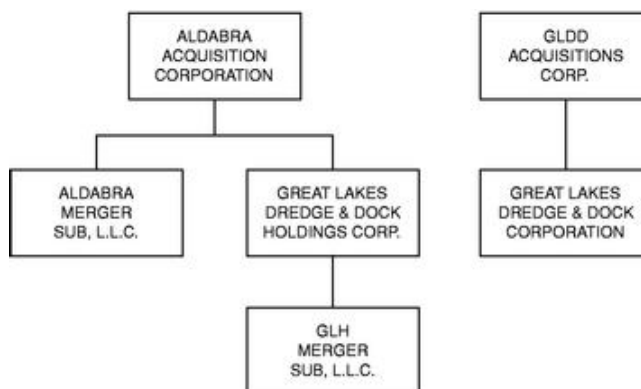 ALDABRA
ACQUISITION
CORPORATION
GLDD
ACQUISITIONS
CORP.
ALDABRA
MERGER
SUB, L.L.C.
GREAT LAKES
DREDGE & DOCK
HOLDINGS CORP.
GREAT LAKES
DREDGE & DOCK
CORPORATION
GLH
MERGER
SUB, L.L.C.